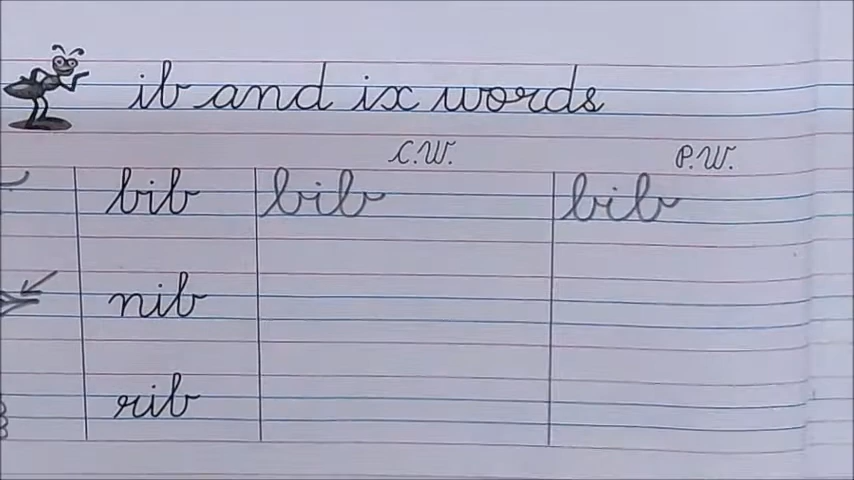 ib and ix words
C.W. P.W.
bib bib bib
nib
rib